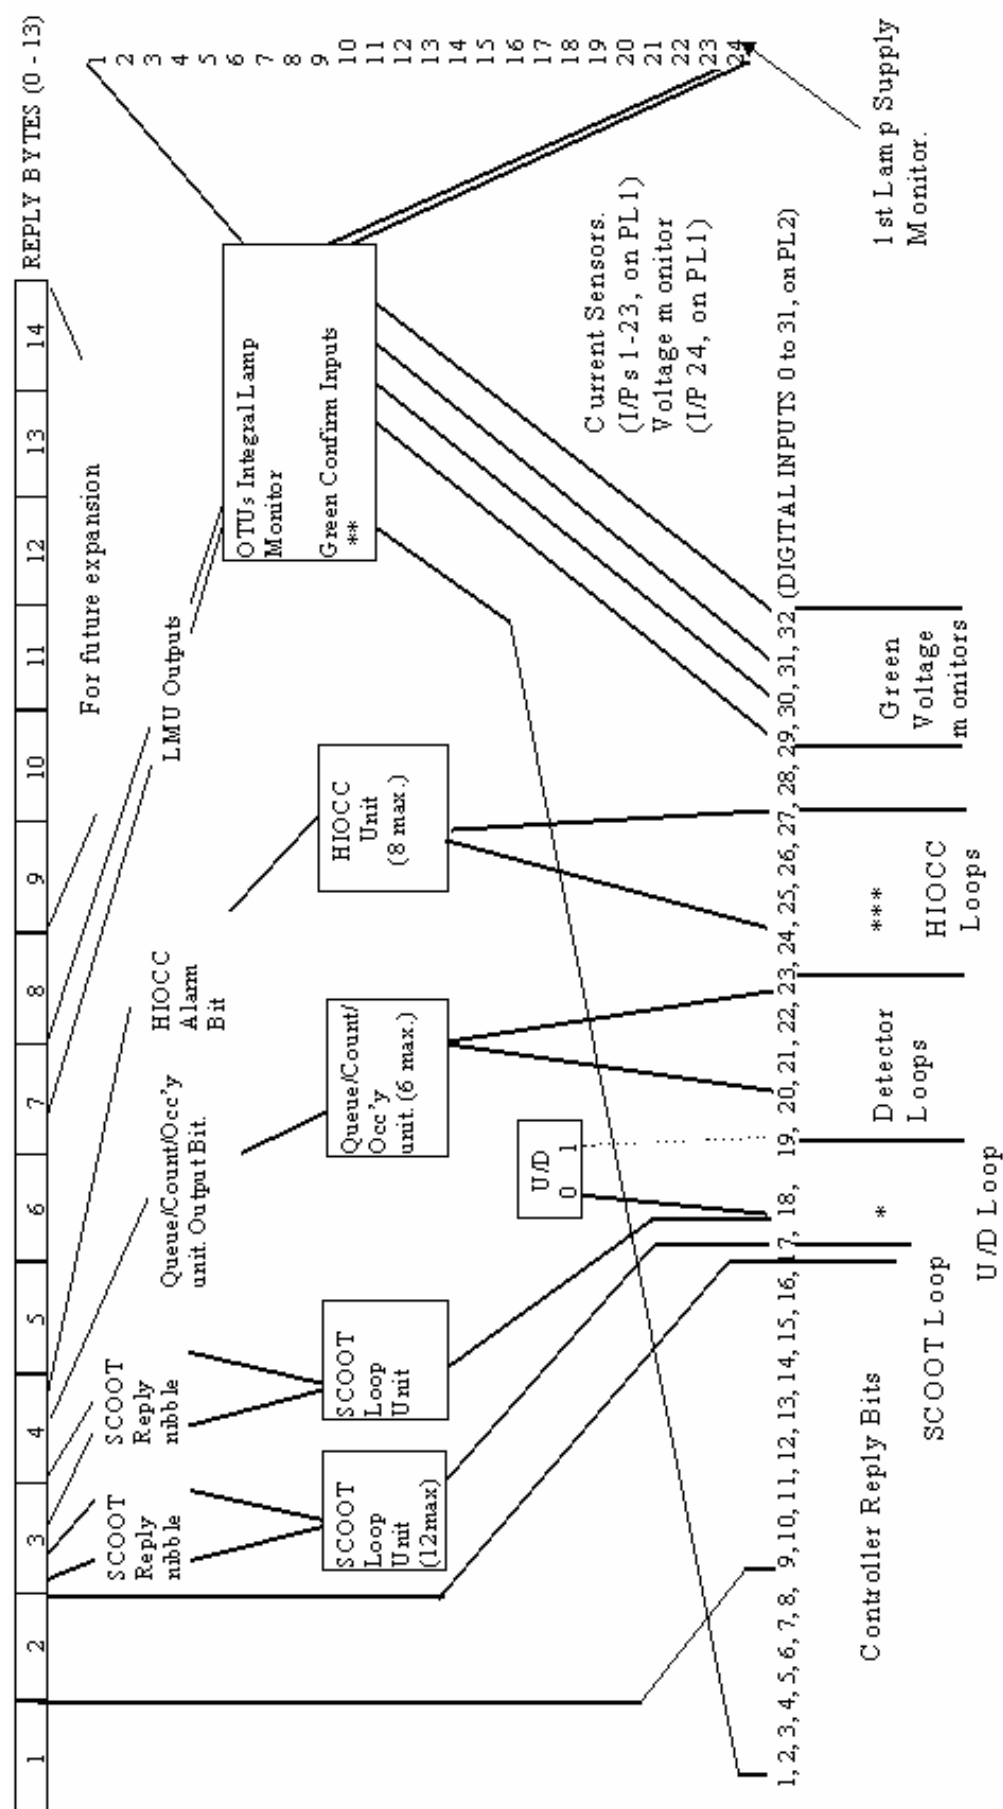 1 2 3 4 5 6 7 8 9 10 11 12 13 14 REPLY BYTES (0 - 13)
For future expansion
SCOOT
Reply
nibble
SCOOT
Reply
nibble
Queue/Count/Occ'y
unit. Output Bit.
HIOCC
Alarm
Bit
LMU Outputs
OTUs Integral Lamp
Monitor
Green Confirm Inputs
**
1
2
3
4
5
6
7
8
9
10
11
12
13
14
15
16
17
18
19
20
21
22
23
24
SCOOT
Loop
Unit
(12max)
SCOOT
Loop
Unit
Queue/Count/
Occ'y
unit.(6 max.)
HIOCC
Unit
(8 max.)
U/D
0 1
Current Sensors.
(I/Ps 1-23, on PL1)
Voltage monitor
(I/P 24, on PL1)
1, 2, 3, 4, 5, 6, 7, 8, 9, 10, 11, 12, 13, 14, 15, 16, 17, 18, 19, 20, 21, 22, 23, 24, 25, 26, 27, 28, 29, 30, 31, 32 (DIGITAL INPUTS 0 to 31, on PL2)
Controller Reply Bits
SCOOT Loop
*
U/D Loop
Detector
Loops
***
HIOCC
Loops
Green
Voltage
monitors
1st Lamp Supply
Monitor.